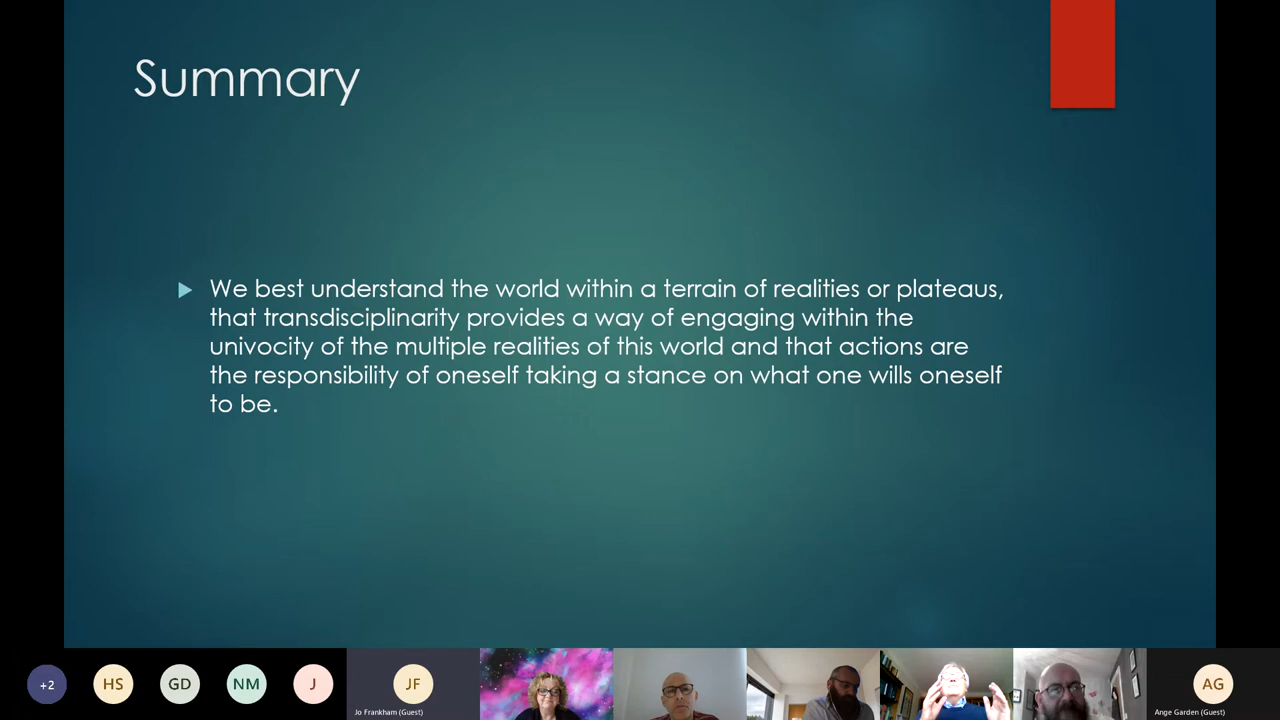 Summary
We best understand the world within a terrain of realities or plateaus,
that transdisciplinarity provides a way of engaging within the
univocity of the multiple realities of this world and that actions are
the responsibility of oneself taking a stance on what one wills oneself
to be.
+2
HS
GD
NM
J
JF
AG
Jo Frankham (Guest)
Ange Garden (Guest)